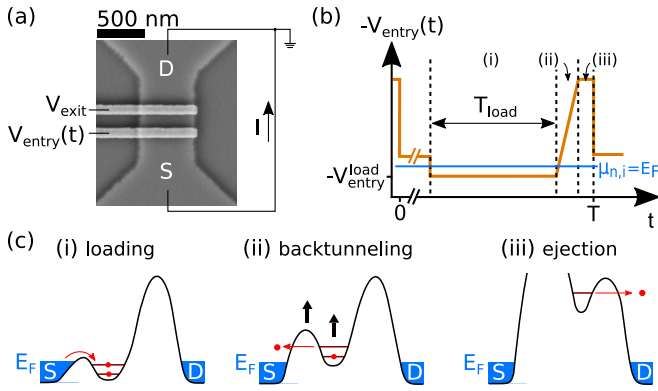 (a) 500 nm
D
V_exit
V_entry(t)
S
I
(b) -V_entry(t)
(i) (ii) (iii)
T_load
μ_n,i=E_F
-V_entry^load
0 T t
(c) (i) loading (ii) backtunneling (iii) ejection
E_F S D E_F S D E_F S D